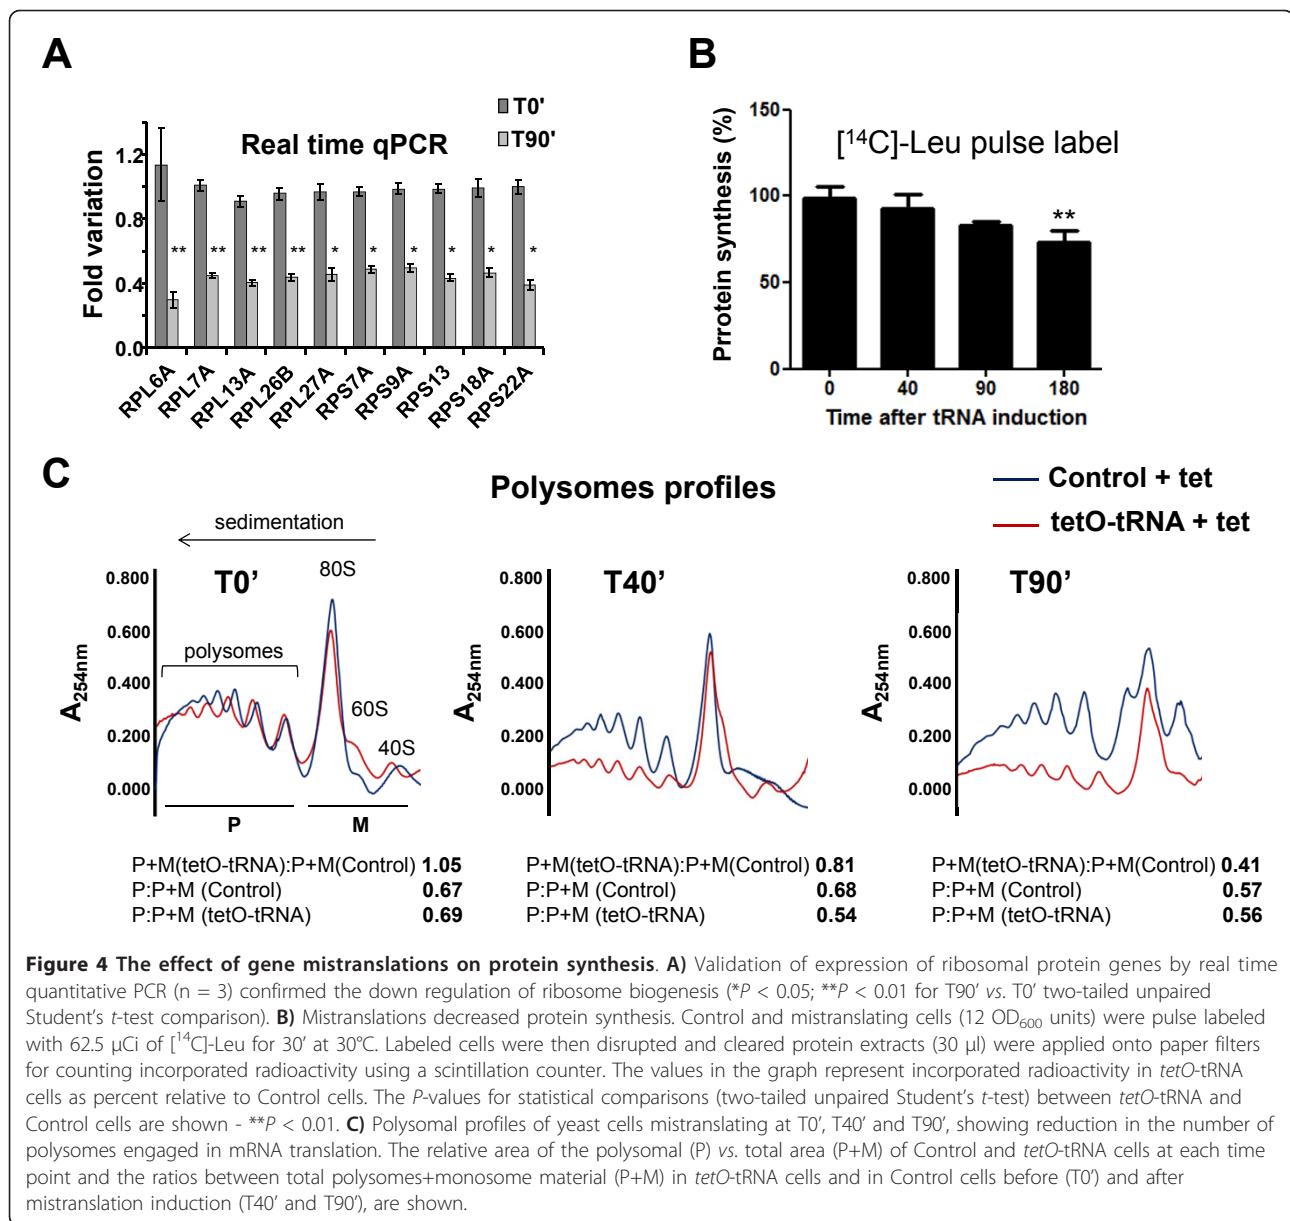 A
T0'
T90'
Real time qPCR
Fold variation
1.2
0.8
0.4
0.0
**
**
**
**
*
*
*
*
*
*
RPL6A
RPL7A
RPL13A
RPL26B
RPL27A
RPS7A
RPS9A
RPS13
RPS18A
RPS22A
B
[¹⁴C]-Leu pulse label
Prrotein synthesis (%)
150
100
50
0
**
0
40
90
180
Time after tRNA induction
C
Polysomes profiles
Control + tet
tetO-tRNA + tet
sedimentation
T0’
80S
polysomes
60S
40S
A254nm
0.800
0.600
0.400
0.200
0.000
P
M
P+M(tetO-tRNA):P+M(Control) 1.05
P:P+M (Control) 0.67
P:P+M (tetO-tRNA) 0.69
T40’
A254nm
0.800
0.600
0.400
0.200
0.000
P+M(tetO-tRNA):P+M(Control) 0.81
P:P+M (Control) 0.68
P:P+M (tetO-tRNA) 0.54
T90’
A254nm
0.800
0.600
0.400
0.200
0.000
P+M(tetO-tRNA):P+M(Control) 0.41
P:P+M (Control) 0.57
P:P+M (tetO-tRNA) 0.56
Figure 4 The effect of gene mistranslations on protein synthesis. A) Validation of expression of ribosomal protein genes by real time
quantitative PCR (n = 3) confirmed the down regulation of ribosome biogenesis (*P < 0.05; **P < 0.01 for T90’ vs. T0’ two-tailed unpaired
Student’s t-test comparison). B) Mistranslations decreased protein synthesis. Control and mistranslating cells (12 OD600 units) were pulse labeled
with 62.5 μCi of [¹⁴C]-Leu for 30’ at 30°C. Labeled cells were then disrupted and cleared protein extracts (30 μl) were applied onto paper filters
for counting incorporated radioactivity using a scintillation counter. The values in the graph represent incorporated radioactivity in tetO-tRNA
cells as percent relative to Control cells. The P-values for statistical comparisons (two-tailed unpaired Student’s t-test) between tetO-tRNA and
Control cells are shown - **P < 0.01. C) Polysomal profiles of yeast cells mistranslating at T0’, T40’ and T90’, showing reduction in the number of
polysomes engaged in mRNA translation. The relative area of the polysomal (P) vs. total area (P+M) of Control and tetO-tRNA cells at each time
point and the ratios between total polysomes+monosome material (P+M) in tetO-tRNA cells and in Control cells before (T0’) and after
mistranslation induction (T40’ and T90’), are shown.